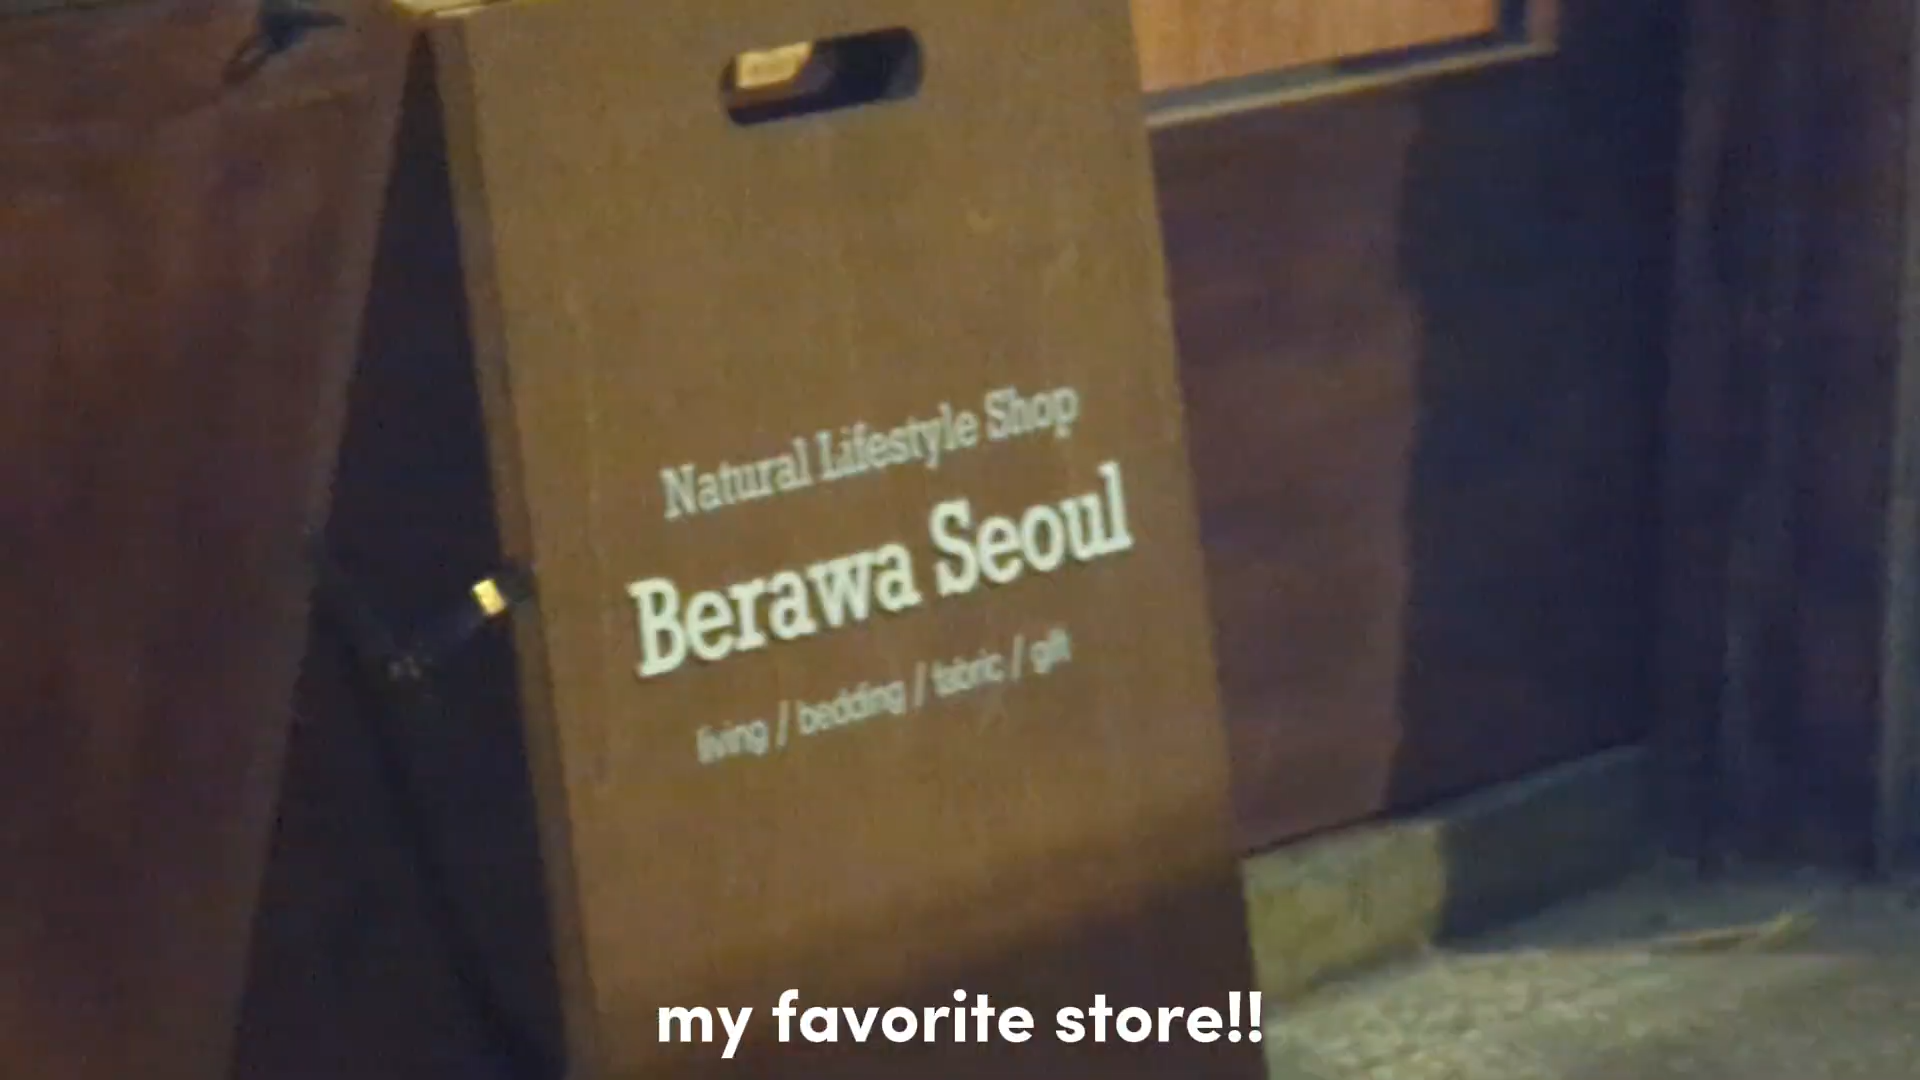 Natural Lifestyle Shop
Berawa Seoul
living / bedding / fabric / gift
my favorite store!!